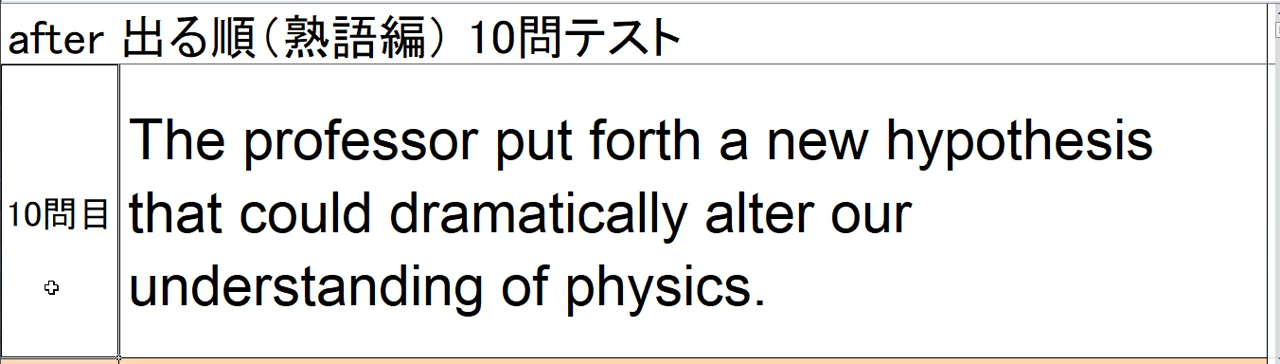 after 出る順（熟語編） 10問テスト
The professor put forth a new hypothesis
that could dramatically alter our
understanding of physics.
10問目